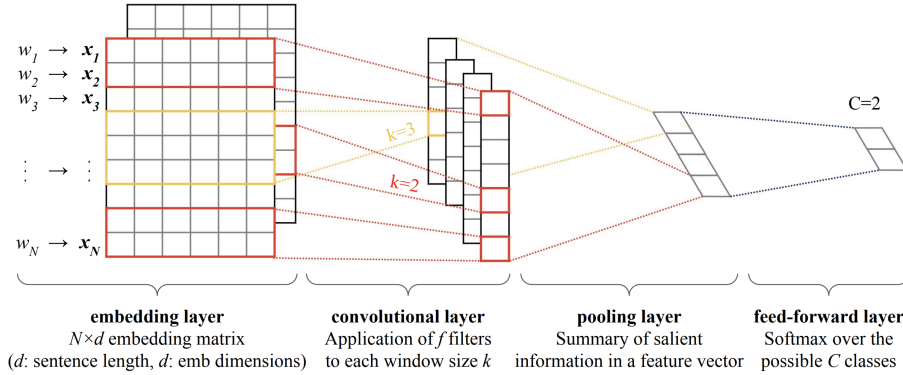 w1 → x1
w2 → x2
w3 → x3
⋮ → ⋮
wN → xN
k=3
k=2
C=2
embedding layer
N×d embedding matrix
(d: sentence length, d: emb dimensions)
convolutional layer
Application of f filters
to each window size k
pooling layer
Summary of salient
information in a feature vector
feed-forward layer
Softmax over the
possible C classes